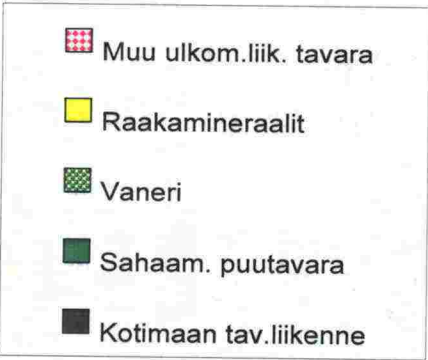 Muu ulkom.liik. tavara
Raakamineraalit
Vaneri
Sahaam. puutavara
Kotimaan tav.liikenne